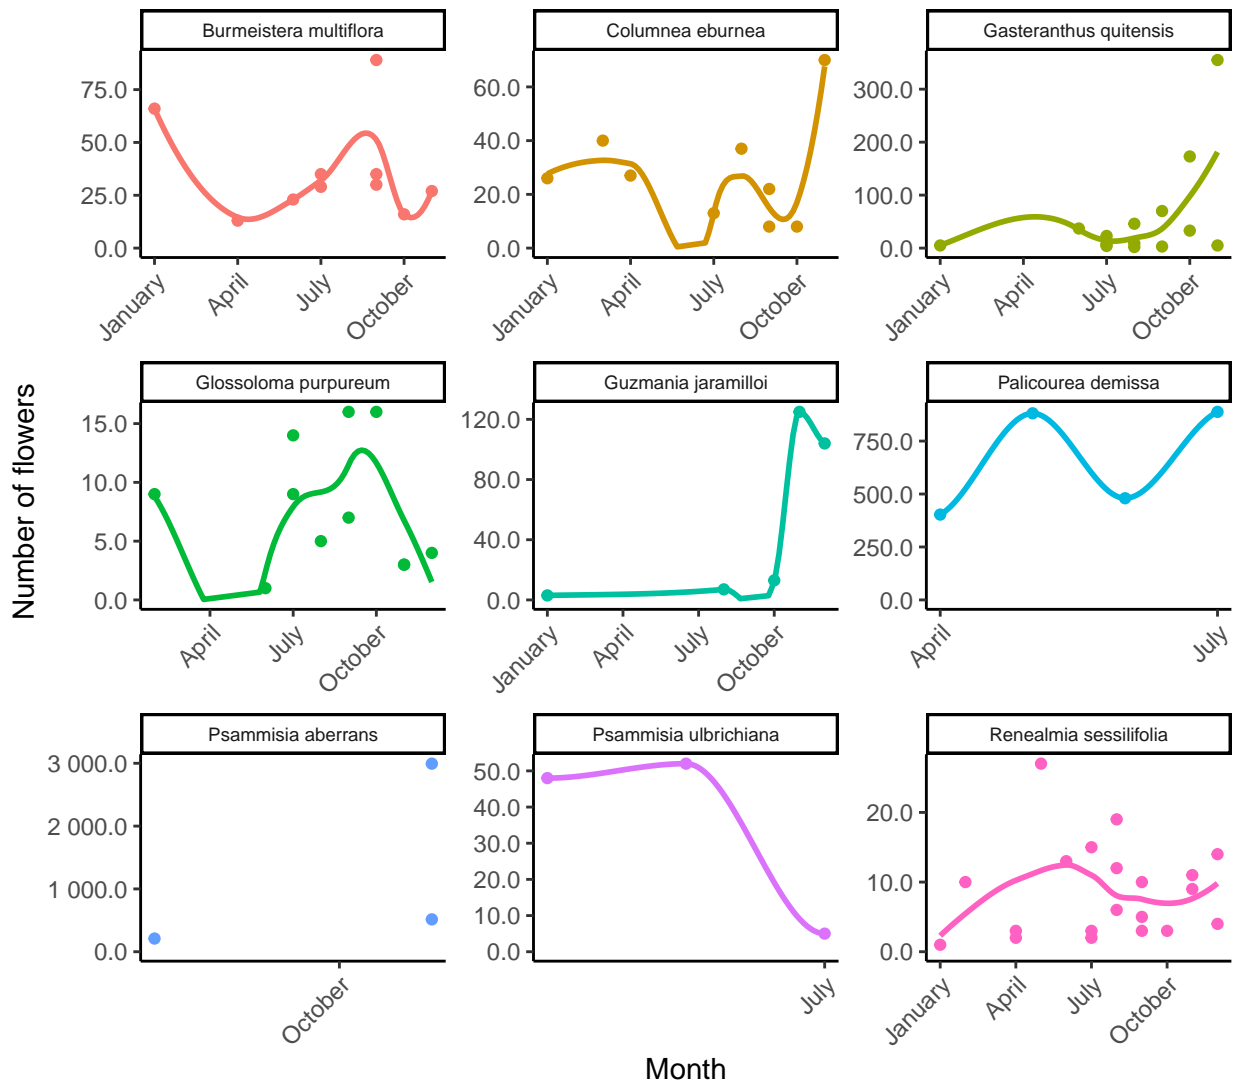 Burmeistera multiflora
Columnea eburnea
Gasteranthus quitensis
75.0
50.0
25.0
0.0
January
April
July
October
60.0
40.0
20.0
0.0
January
April
July
October
300.0
200.0
100.0
0.0
January
April
July
October
Number of flowers
Glossoloma purpureum
Guzmania jaramilloi
Palicourea demissa
15.0
10.0
5.0
0.0
April
July
October
120.0
80.0
40.0
0.0
January
April
July
October
750.0
500.0
250.0
0.0
April
July
Psammisia aberrans
Psammisia ulbrichiana
Renealmia sessilifolia
3 000.0
2 000.0
1 000.0
0.0
October
50.0
40.0
30.0
20.0
10.0
0.0
July
20.0
10.0
0.0
January
April
July
October
Month